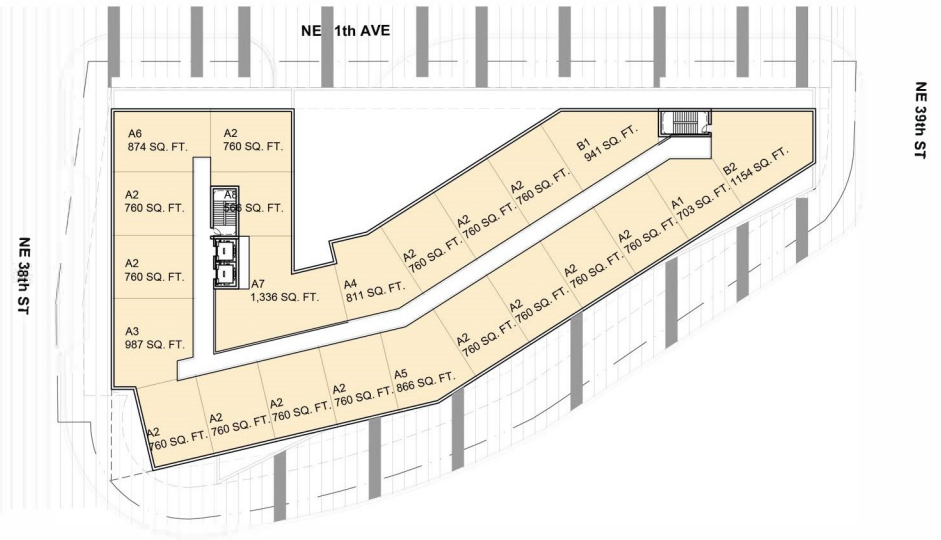 NE 1th AVE
NE 39th ST
NE 38th ST
A6
874 SQ. FT.
A2
760 SQ. FT.
A2
760 SQ. FT.
A8
SQ. FT.
A2
760 SQ. FT.
A7
1,336 SQ. FT.
A3
987 SQ. FT.
A4
811 SQ. FT.
A2
760 SQ. FT.
A2
760 SQ. FT.
A2
760 SQ. FT.
B1
941 SQ. FT.
B2
1154 SQ. FT.
A1
703 SQ. FT.
A2
760 SQ. FT.
A2
760 SQ. FT.
A2
760 SQ. FT.
A2
760 SQ. FT.
A5
866 SQ. FT.
A2
760 SQ. FT.
A2
760 SQ. FT.
A2
760 SQ. FT.
A2
760 SQ. FT.